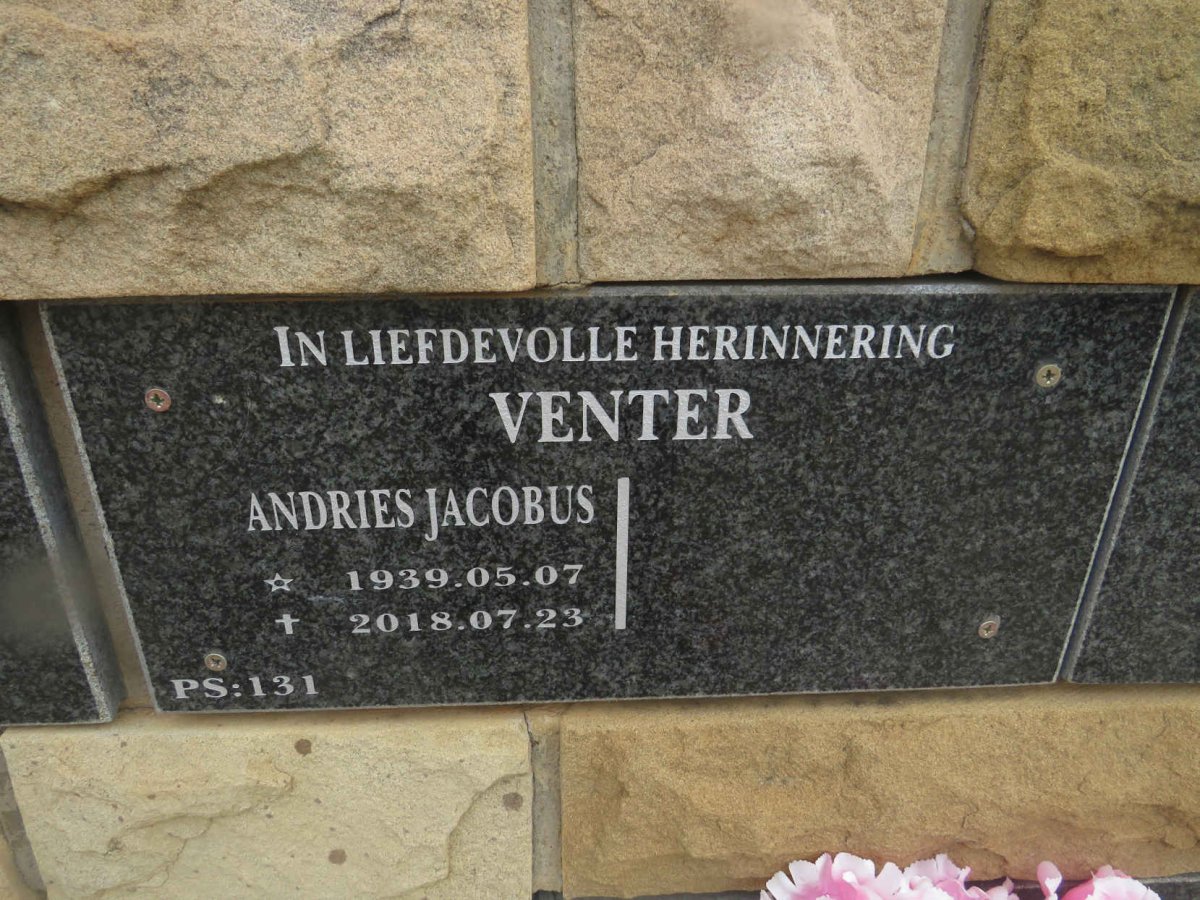 IN LIEFDEVOLLE HERINNERING
VENTER
ANDRIES JACOBUS
☆ 1939.05.07
✝ 2018.07.23
PS:131